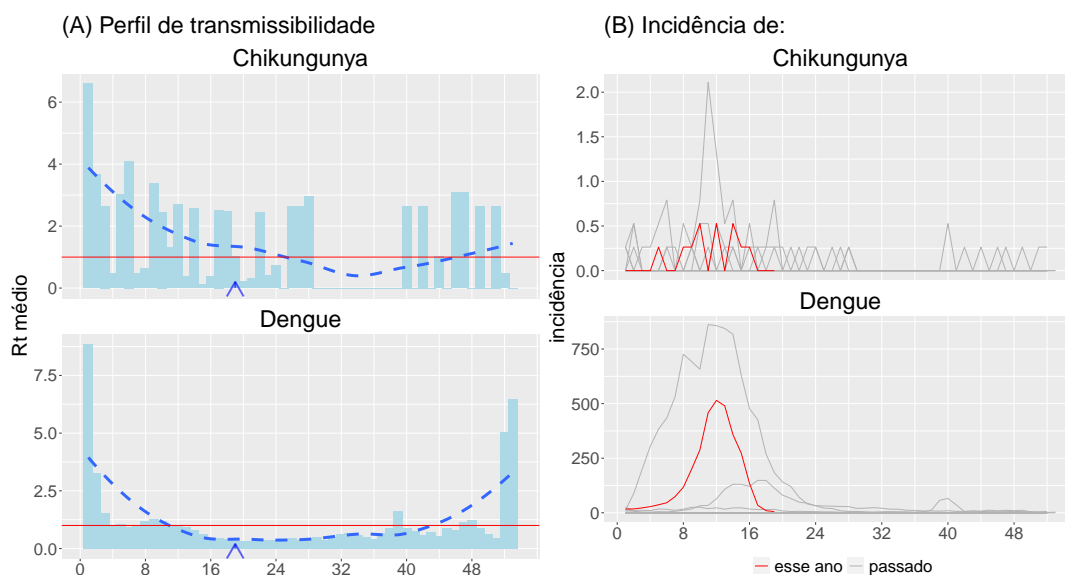 (A) Perfil de transmissibilidade
Chikungunya
6
4
2
0
Dengue
7.5
5.0
2.5
0.0
0 8 16 24 32 40 48
Rt médio
(B) Incidência de:
Chikungunya
2.0
1.5
1.0
0.5
0.0
Dengue
750
500
250
0
0 8 16 24 32 40 48
incidência
esse ano passado